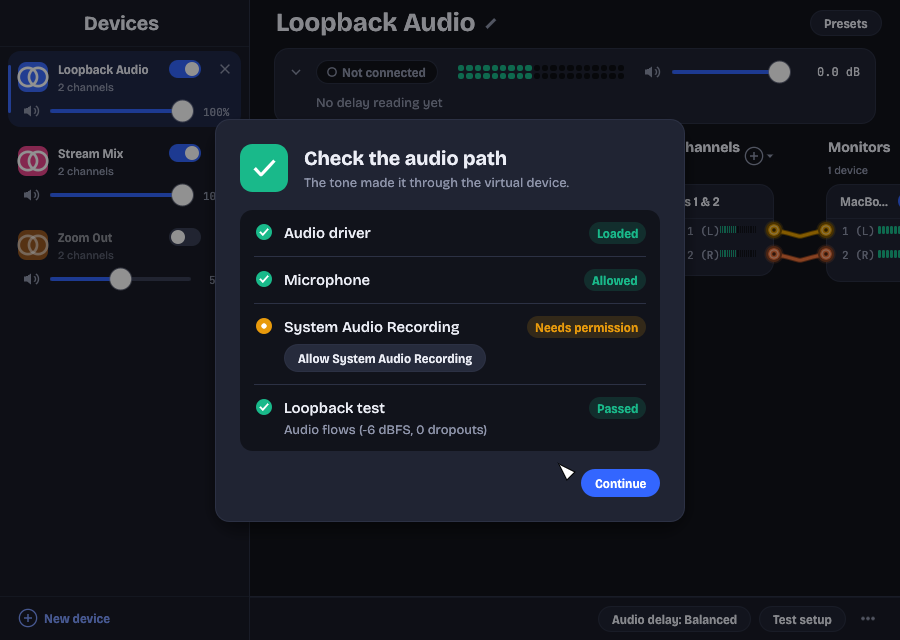 Devices
Loopback Audio
2 channels
100%
Stream Mix
2 channels
Zoom Out
2 channels
New device
Loopback Audio
Presets
Not connected
0.0 dB
No delay reading yet
Monitors
1 device
1 & 2
1 (L)
2 (R)
MacBo...
1 (L)
2 (R)
Check the audio path
The tone made it through the virtual device.
Audio driver
Loaded
Microphone
Allowed
System Audio Recording
Needs permission
Allow System Audio Recording
Loopback test
Passed
Audio flows (-6 dBFS, 0 dropouts)
Continue
Audio delay: Balanced
Test setup